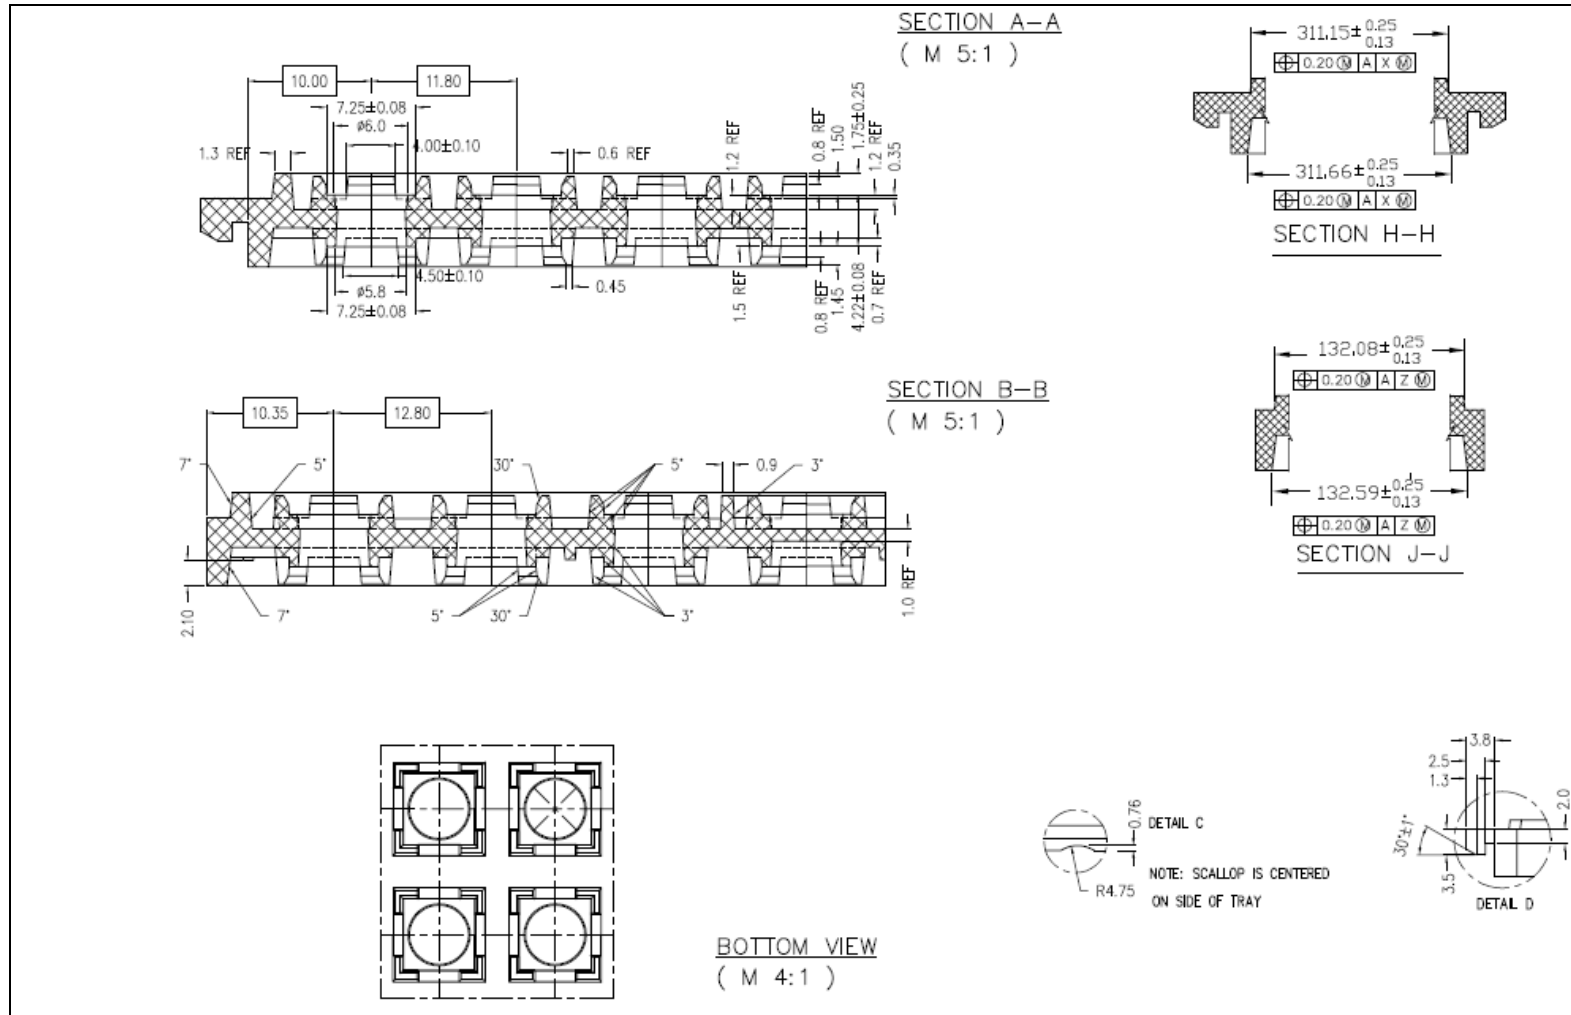 SECTION A-A
( M 5:1 )
10.00
11.80
7.25±0.08
ø6.0
4.00±0.10
1.3 REF
0.6 REF
1.2 REF
0.8 REF
1.50
1.75±0.25
1.2 REF
0.35
4.50±0.10
ø5.8
7.25±0.08
0.45
1.5 REF
0.8 REF
1.45
4.22±0.08
0.7 REF
311.15± 0.25
0.13
⌖ 0.20 Ⓜ A X Ⓜ
311.66± 0.25
0.13
⌖ 0.20 Ⓜ A X Ⓜ
SECTION H-H
SECTION B-B
( M 5:1 )
10.35
12.80
7°
5°
30°
5°
0.9
3°
2.10
7°
5°
30°
3°
1.0 REF
132.08± 0.25
0.13
⌖ 0.20 Ⓜ A Z Ⓜ
132.59± 0.25
0.13
⌖ 0.20 Ⓜ A Z Ⓜ
SECTION J-J
BOTTOM VIEW
( M 4:1 )
0.76
DETAIL C
R4.75
NOTE: SCALLOP IS CENTERED
ON SIDE OF TRAY
3.8
2.5
1.3
2.0
30°±1°
3.5
DETAIL D